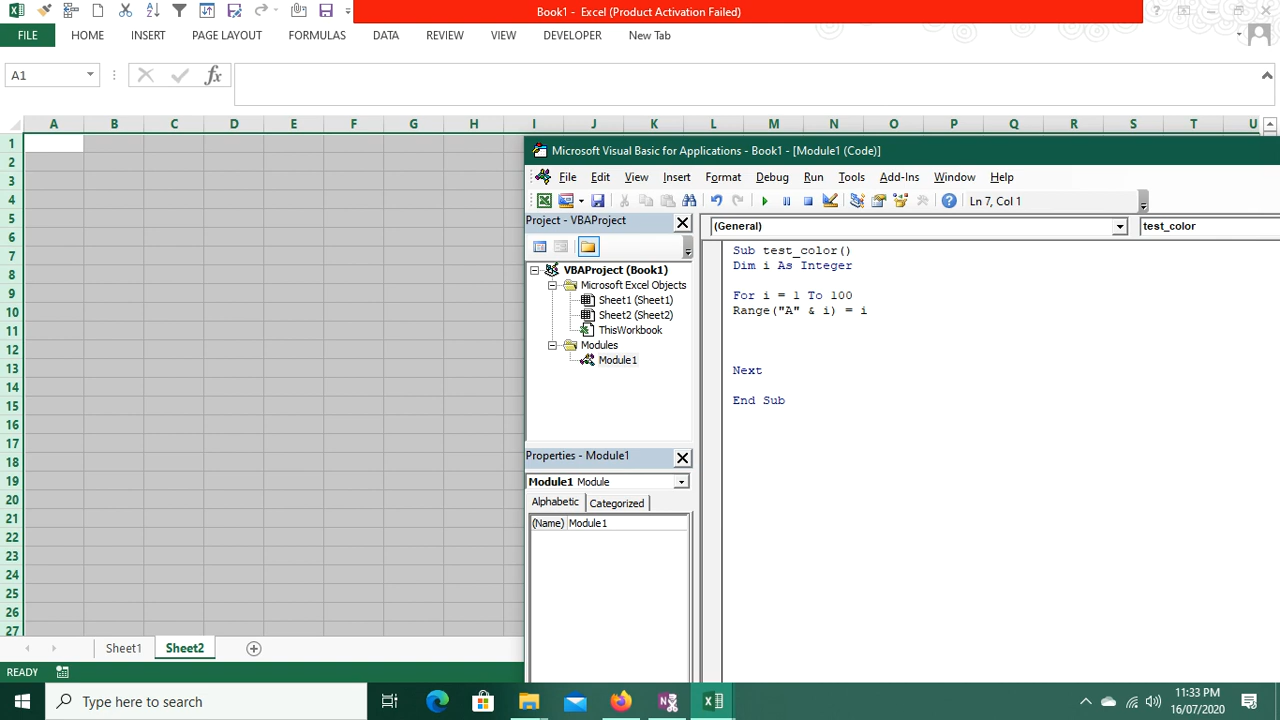 Book1 - Excel (Product Activation Failed)
FILE HOME INSERT PAGE LAYOUT FORMULAS DATA REVIEW VIEW DEVELOPER New Tab
A1 fx
A B C D E F G H I J K L M N O P Q R S T U
1
2
3
4
5
6
7
8
9
10
11
12
13
14
15
16
17
18
19
20
21
22
23
24
25
26
27
Microsoft Visual Basic for Applications - Book1 - [Module1 (Code)]
File Edit View Insert Format Debug Run Tools Add-Ins Window Help
Ln 7, Col 1
Project - VBAProject
VBAProject (Book1)
Microsoft Excel Objects
Sheet1 (Sheet1)
Sheet2 (Sheet2)
ThisWorkbook
Modules
Module1
Properties - Module1
Module1 Module
Alphabetic Categorized
(Name) Module1
(General) test_color
Sub test_color()
Dim i As Integer
For i = 1 To 100
Range("A" & i) = i
Next
End Sub
Sheet1 Sheet2
READY
Type here to search
11:33 PM
16/07/2020